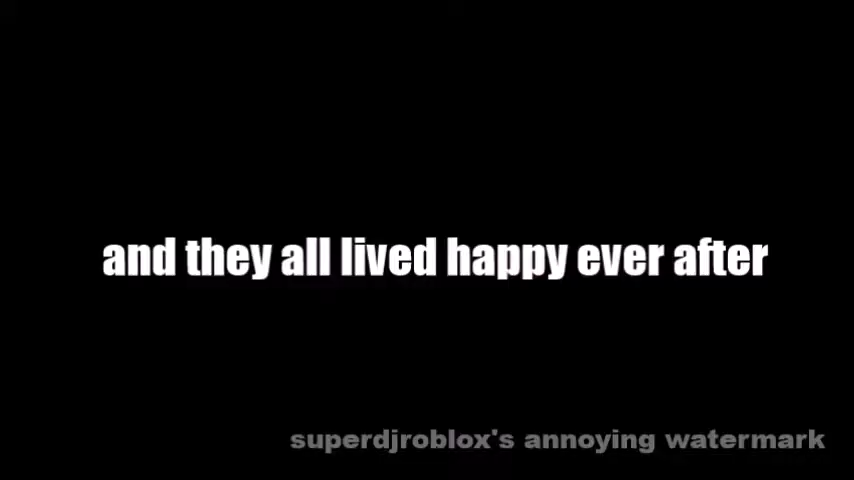 and they all lived happy ever after
superdjroblox's annoying watermark